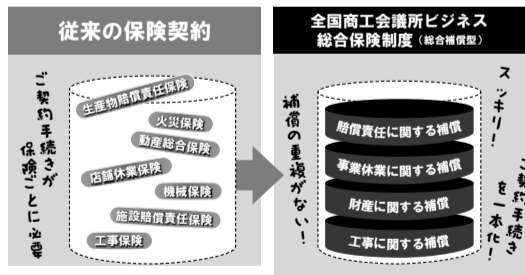 従来の保険契約
ご契約手続きが
保険ごとに必要
生産物賠償責任保険
火災保険
動産総合保険
店舗休業保険
機械保険
施設賠償責任保険
工事保険
全国商工会議所ビジネス
総合保険制度（総合補償型）
補償の重複がない！
賠償責任に関する補償
事業休業に関する補償
財産に関する補償
工事に関する補償
スッキリ！
ご契約手続き
を一本化！